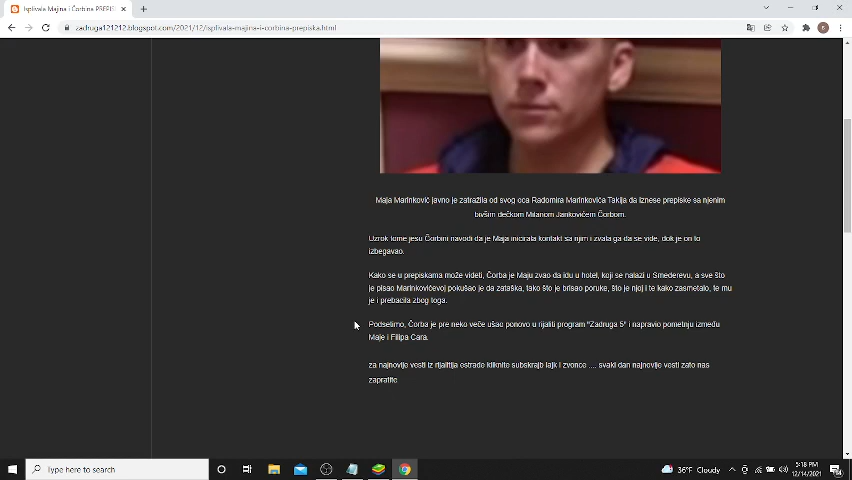 Isplivala Majina i Čorbina PREPIS
zadruga121212.blogspot.com/2021/12/isplivala-majina-i-corbina-prepiska.html
Maja Marinković javno je zatražila od svog oca Radomira Marinkovića Takija da iznese prepiske sa njenim
bivšim dečkom Milanom Jankovićem Čorbom.
Uzrok tome jesu Čorbini navodi da je Maja inicirala kontakt sa njim i zvala ga da se vide, dok je on to
izbegavao.
Kako se u prepiskama može videti, Čorba je Maju zvao da idu u hotel, koji se nalazi u Smederevu, a sve što
je pisao Marinkovićevoj pokušao je da zataška, tako što je brisao poruke, što je njoj i te kako zasmetalo, te mu
je i prebacila zbog toga.
Podsetimo, Čorba je pre neko veče ušao ponovo u rijaliti program "Zadruga 5" i napravio pometnju između
Maje i Filipa Cara.
za najnovije vesti iz rijalitija estrade kliknite subskrajb lajk i zvonce .... svaki dan najnovije vesti zato nas
zapratite
Type here to search
36°F Cloudy
5:18 PM
12/14/2021